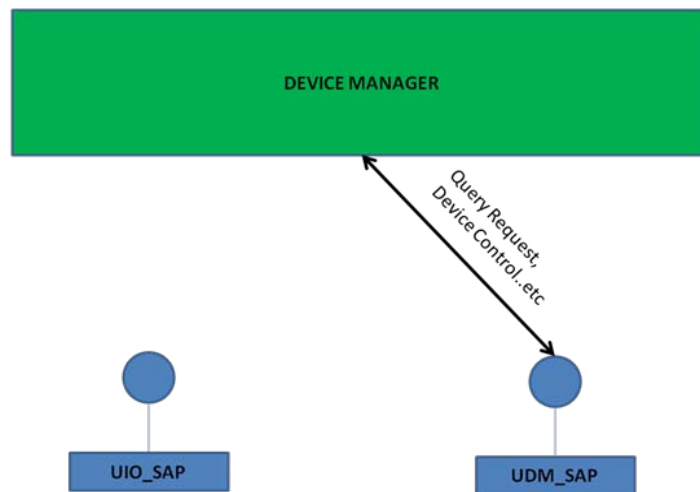 DEVICE MANAGER
Query Request,
Device Control..etc
UIO_SAP
UDM_SAP